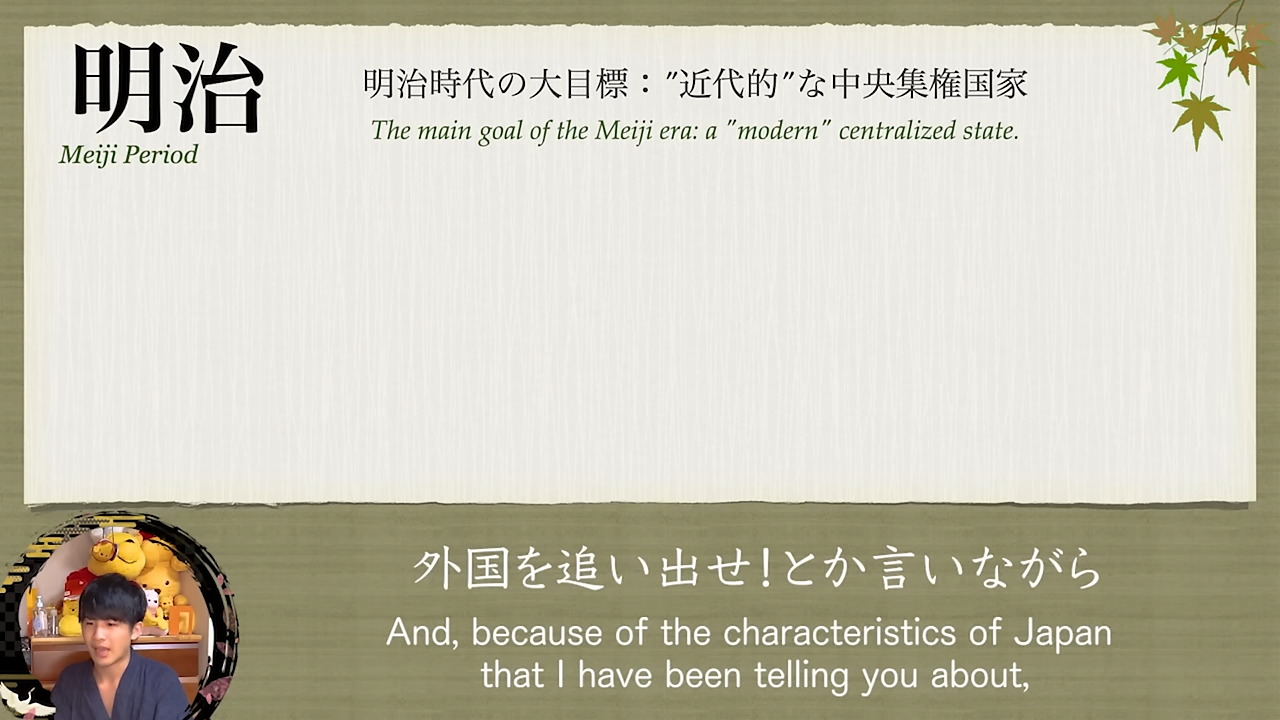 明治
Meiji Period
明治時代の大目標："近代的"な中央集権国家
The main goal of the Meiji era: a "modern" centralized state.
外国を追い出せ!とか言いながら
And, because of the characteristics of Japan
that I have been telling you about,